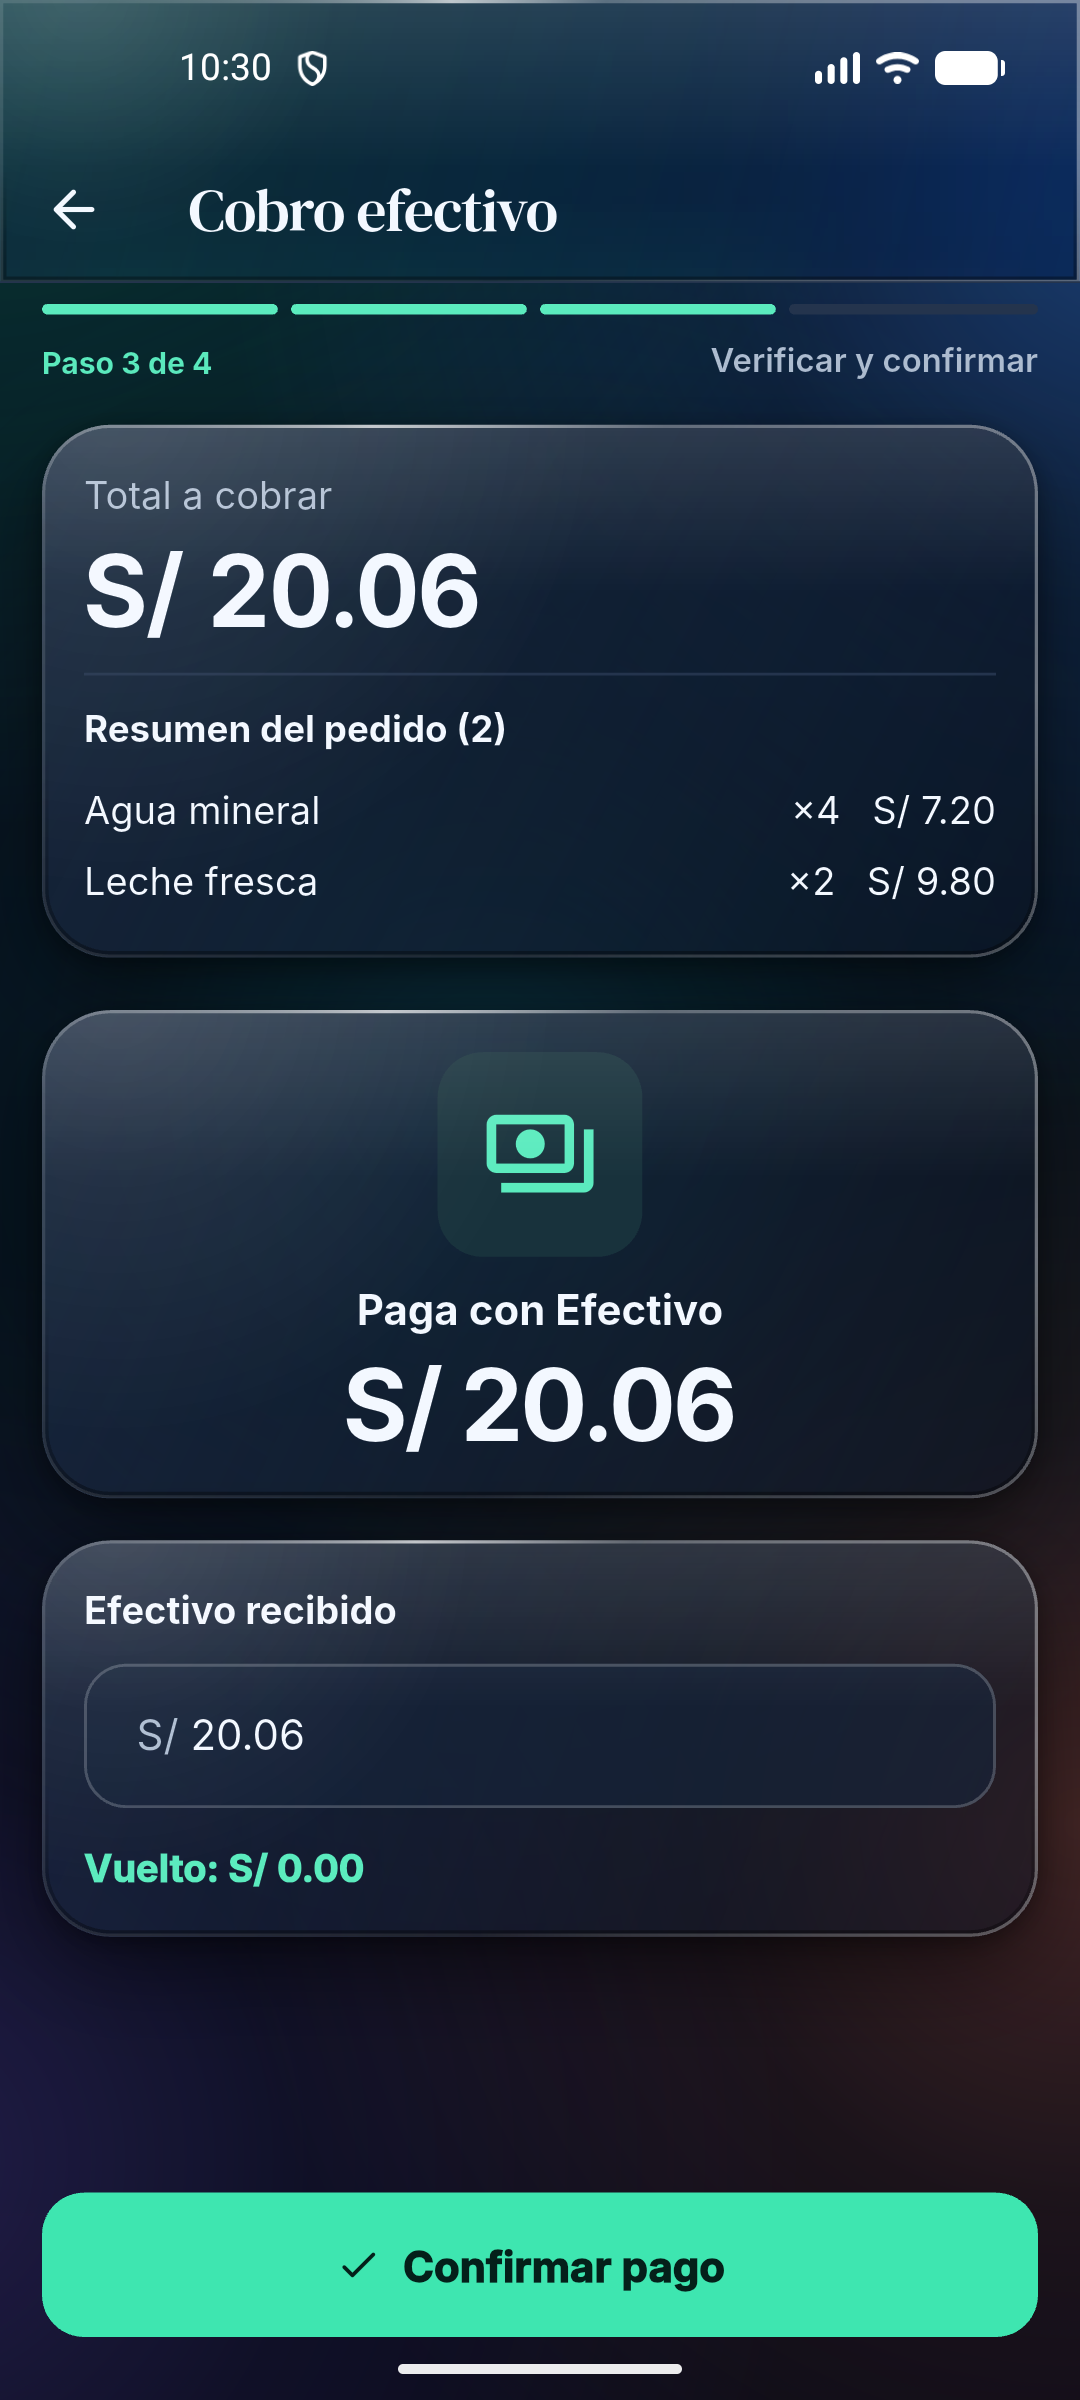 10:30
Cobro efectivo
Paso 3 de 4
Verificar y confirmar
Total a cobrar
S/ 20.06
Resumen del pedido (2)
Agua mineral ×4 S/ 7.20
Leche fresca ×2 S/ 9.80
Paga con Efectivo
S/ 20.06
Efectivo recibido
S/ 20.06
Vuelto: S/ 0.00
Confirmar pago